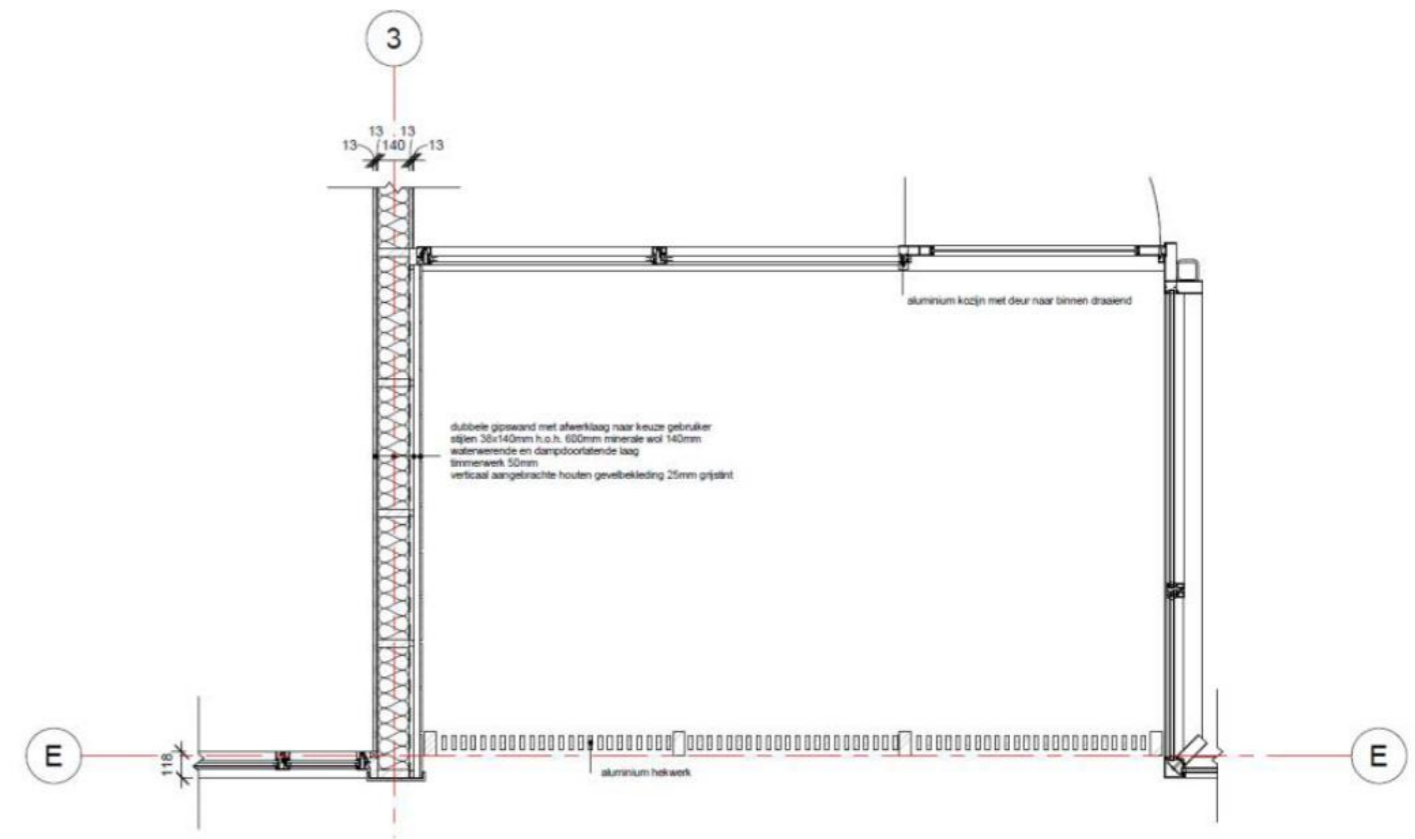 3
13 13
13 140 13
aluminium kozijn met deur naar binnen draaiend
dubbele gipswand met afwerklaag naar keuze gebruiker
stijlen 38x140mm h.o.h. 600mm minerale wol 140mm
waterwerende en dampdoorlatende laag
timmerwerk 50mm
verticaal aangebrachte houten gevelbekleding 25mm grijstint
E
118
aluminium hekwerk
E